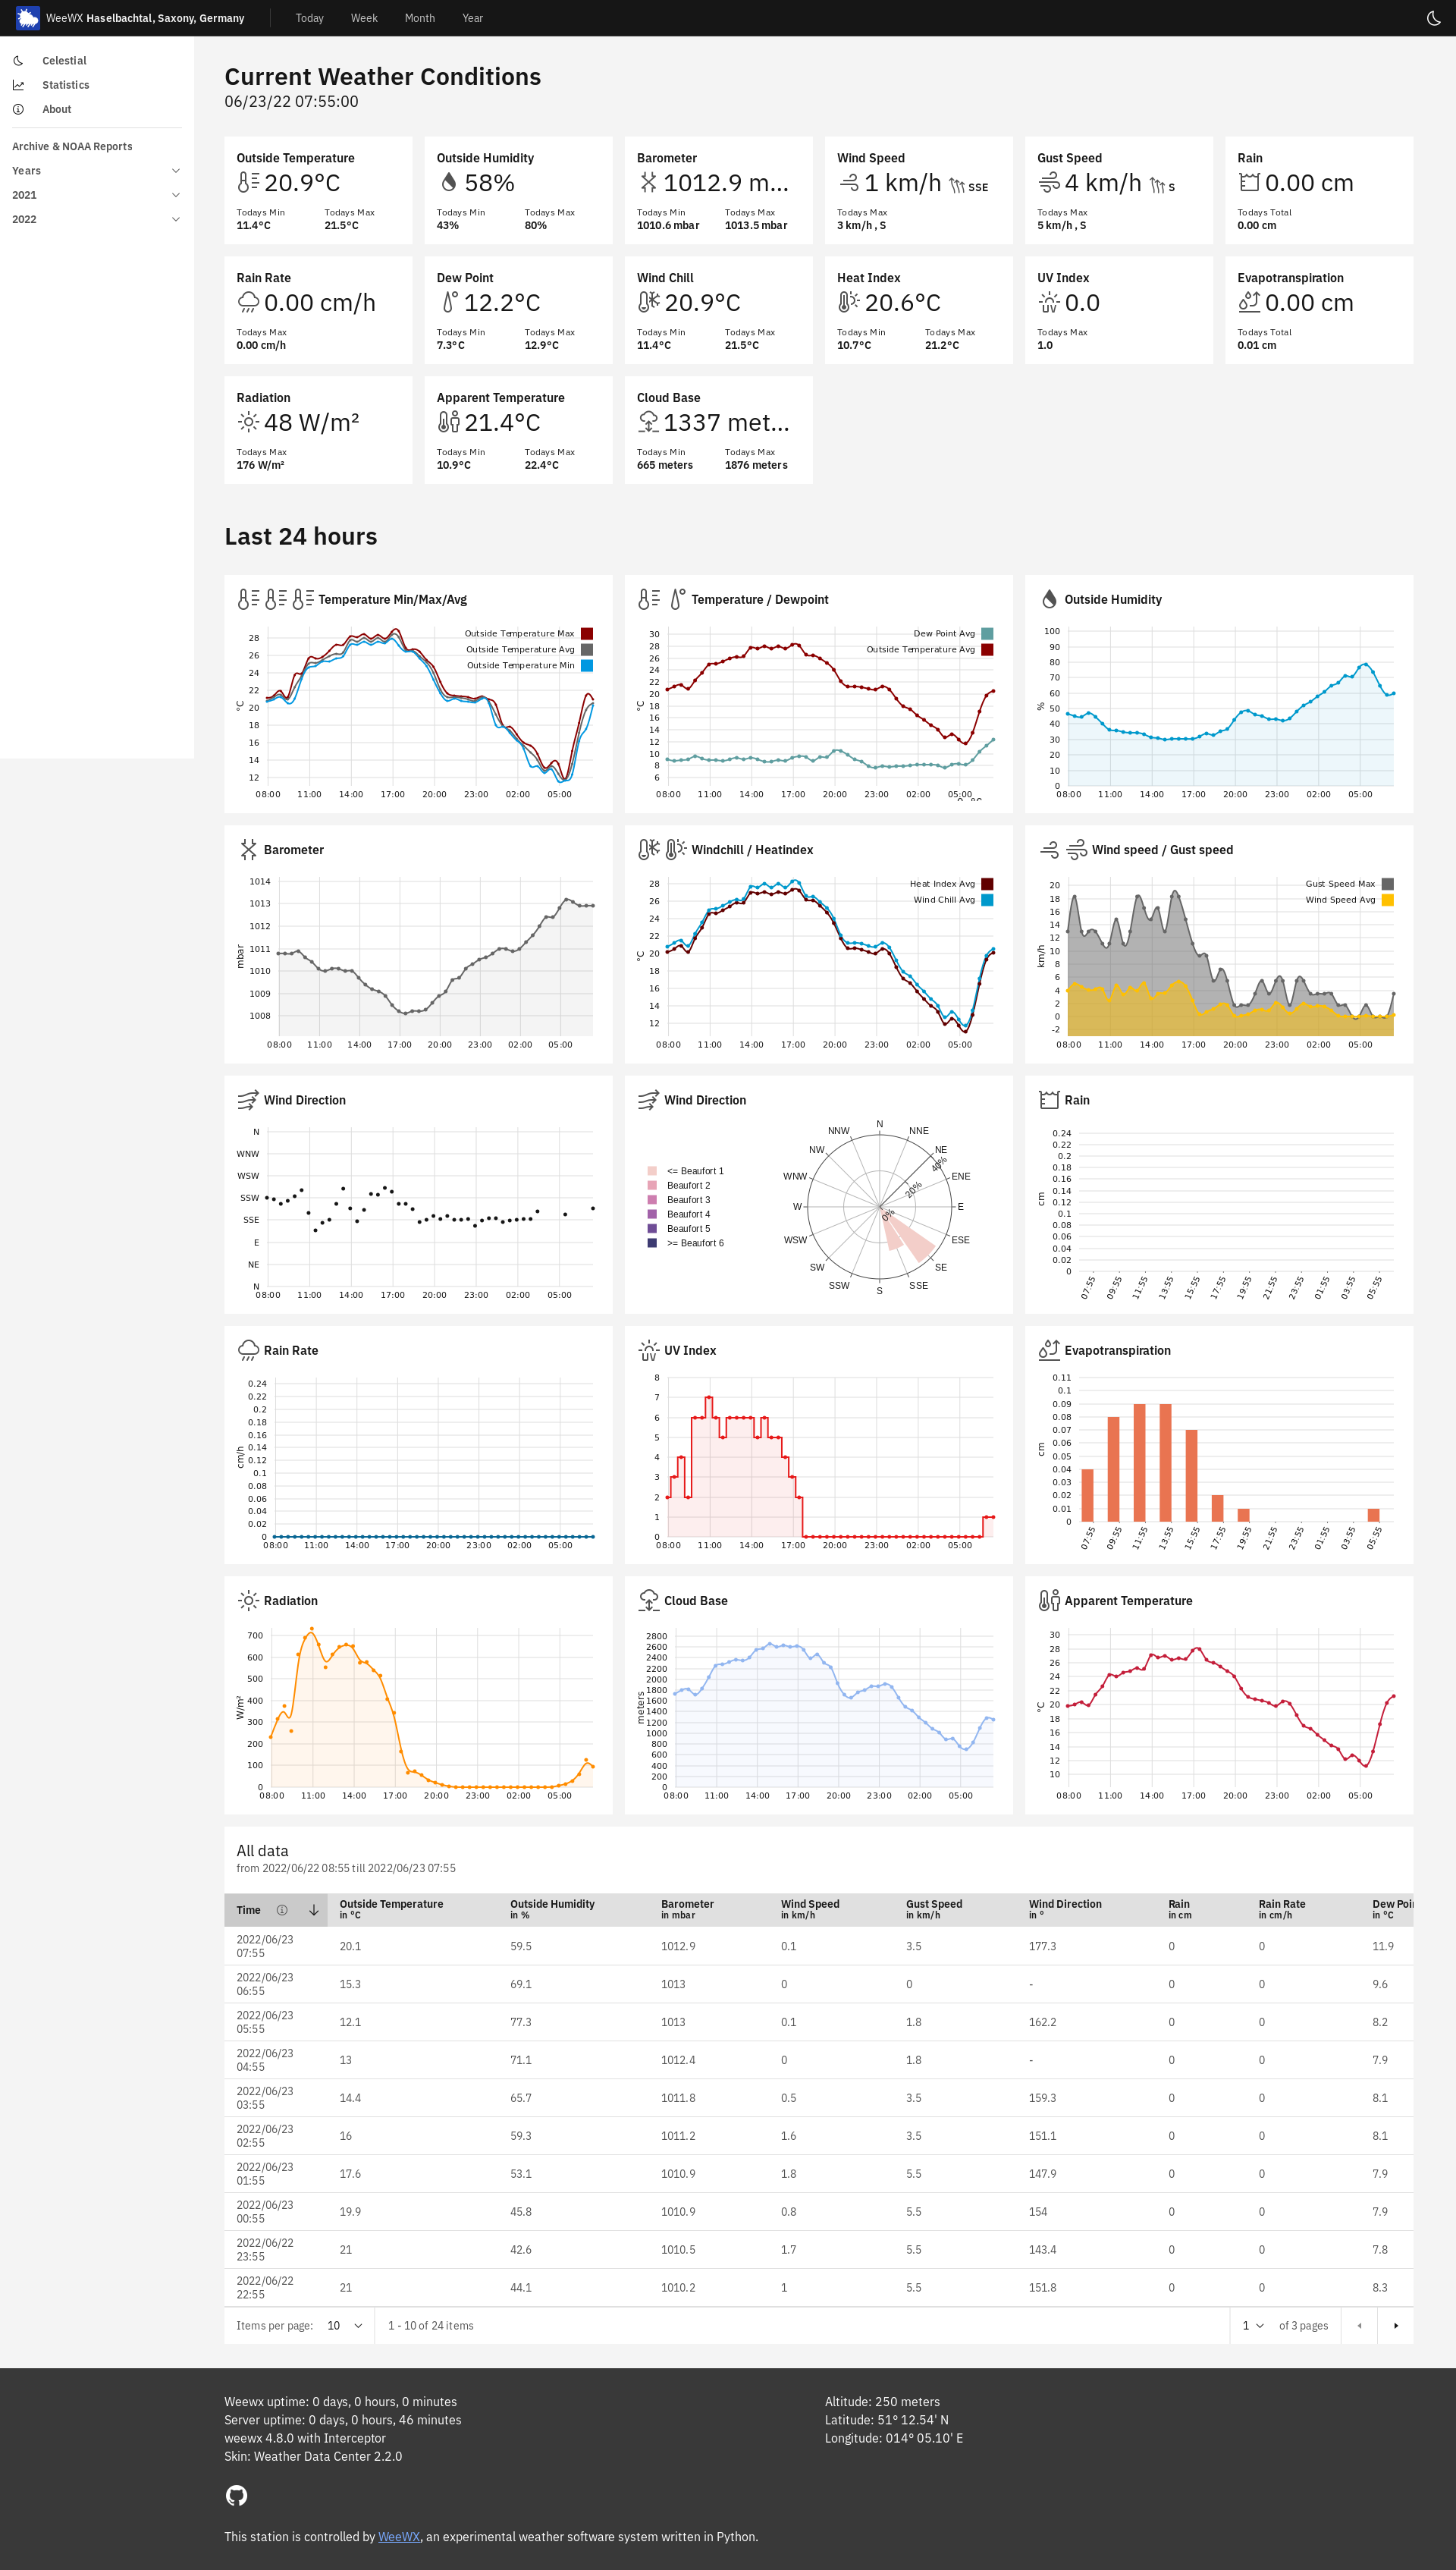 WeeWX Haselbachtal, Saxony, Germany
Today Week Month Year
Celestial
Statistics
About
Archive & NOAA Reports
Years
2021
2022
Current Weather Conditions
06/23/22 07:55:00
Outside Temperature
20.9°C
Todays Min Todays Max
11.4°C 21.5°C
Outside Humidity
58%
Todays Min Todays Max
43% 80%
Barometer
1012.9 m...
Todays Min Todays Max
1010.6 mbar 1013.5 mbar
Wind Speed
1 km/h SSE
Todays Max
3 km/h , S
Gust Speed
4 km/h S
Todays Max
5 km/h , S
Rain
0.00 cm
Todays Total
0.00 cm
Rain Rate
0.00 cm/h
Todays Max
0.00 cm/h
Dew Point
12.2°C
Todays Min Todays Max
7.3°C 12.9°C
Wind Chill
20.9°C
Todays Min Todays Max
11.4°C 21.5°C
Heat Index
20.6°C
Todays Min Todays Max
10.7°C 21.2°C
UV Index
0.0
Todays Max
1.0
Evapotranspiration
0.00 cm
Todays Total
0.01 cm
Radiation
48 W/m²
Todays Max
176 W/m²
Apparent Temperature
21.4°C
Todays Min Todays Max
10.9°C 22.4°C
Cloud Base
1337 met...
Todays Min Todays Max
665 meters 1876 meters
Last 24 hours
Temperature Min/Max/Avg
Outside Temperature Max
Outside Temperature Avg
Outside Temperature Min
°C
28
26
24
22
20
18
16
14
12
08:00 11:00 14:00 17:00 20:00 23:00 02:00 05:00
Temperature / Dewpoint
Dew Point Avg
Outside Temperature Avg
°C
30
28
26
24
22
20
18
16
14
12
10
8
6
08:00 11:00 14:00 17:00 20:00 23:00 02:00 05:00
Outside Humidity
%
100
90
80
70
60
50
40
30
20
10
0
08:00 11:00 14:00 17:00 20:00 23:00 02:00 05:00
Barometer
mbar
1014
1013
1012
1011
1010
1009
1008
08:00 11:00 14:00 17:00 20:00 23:00 02:00 05:00
Windchill / Heatindex
Heat Index Avg
Wind Chill Avg
°C
28
26
24
22
20
18
16
14
12
08:00 11:00 14:00 17:00 20:00 23:00 02:00 05:00
Wind speed / Gust speed
Gust Speed Max
Wind Speed Avg
km/h
20
18
16
14
12
10
8
6
4
2
0
-2
08:00 11:00 14:00 17:00 20:00 23:00 02:00 05:00
Wind Direction
N
WNW
WSW
SSW
SSE
E
NE
N
08:00 11:00 14:00 17:00 20:00 23:00 02:00 05:00
Wind Direction
<= Beaufort 1
Beaufort 2
Beaufort 3
Beaufort 4
Beaufort 5
>= Beaufort 6
N
NNE
NE
ENE
E
ESE
SE
SSE
S
SSW
SW
WSW
W
WNW
NW
NNW
0%
20%
40%
Rain
cm
0.24
0.22
0.2
0.18
0.16
0.14
0.12
0.1
0.08
0.06
0.04
0.02
0
07:55 09:55 11:55 13:55 15:55 17:55 19:55 21:55 23:55 01:55 03:55 05:55
Rain Rate
cm/h
0.24
0.22
0.2
0.18
0.16
0.14
0.12
0.1
0.08
0.06
0.04
0.02
0
08:00 11:00 14:00 17:00 20:00 23:00 02:00 05:00
UV Index
8
7
6
5
4
3
2
1
0
08:00 11:00 14:00 17:00 20:00 23:00 02:00 05:00
Evapotranspiration
cm
0.11
0.1
0.09
0.08
0.07
0.06
0.05
0.04
0.03
0.02
0.01
0
07:55 09:55 11:55 13:55 15:55 17:55 19:55 21:55 23:55 01:55 03:55 05:55
Radiation
W/m²
700
600
500
400
300
200
100
0
08:00 11:00 14:00 17:00 20:00 23:00 02:00 05:00
Cloud Base
meters
2800
2600
2400
2200
2000
1800
1600
1400
1200
1000
800
600
400
200
0
08:00 11:00 14:00 17:00 20:00 23:00 02:00 05:00
Apparent Temperature
°C
30
28
26
24
22
20
18
16
14
12
10
08:00 11:00 14:00 17:00 20:00 23:00 02:00 05:00
All data
from 2022/06/22 08:55 till 2022/06/23 07:55
Time Outside Temperature Outside Humidity Barometer Wind Speed Gust Speed Wind Direction Rain Rain Rate Dew Poin
in °C in % in mbar in km/h in km/h in ° in cm in cm/h in °C
2022/06/23
07:55 20.1 59.5 1012.9 0.1 3.5 177.3 0 0 11.9
2022/06/23
06:55 15.3 69.1 1013 0 0 - 0 0 9.6
2022/06/23
05:55 12.1 77.3 1013 0.1 1.8 162.2 0 0 8.2
2022/06/23
04:55 13 71.1 1012.4 0 1.8 - 0 0 7.9
2022/06/23
03:55 14.4 65.7 1011.8 0.5 3.5 159.3 0 0 8.1
2022/06/23
02:55 16 59.3 1011.2 1.6 3.5 151.1 0 0 8.1
2022/06/23
01:55 17.6 53.1 1010.9 1.8 5.5 147.9 0 0 7.9
2022/06/23
00:55 19.9 45.8 1010.9 0.8 5.5 154 0 0 7.9
2022/06/22
23:55 21 42.6 1010.5 1.7 5.5 143.4 0 0 7.8
2022/06/22
22:55 21 44.1 1010.2 1 5.5 151.8 0 0 8.3
Items per page: 10 1 - 10 of 24 items 1 of 3 pages
Weewx uptime: 0 days, 0 hours, 0 minutes
Server uptime: 0 days, 0 hours, 46 minutes
weewx 4.8.0 with Interceptor
Skin: Weather Data Center 2.2.0
Altitude: 250 meters
Latitude: 51° 12.54' N
Longitude: 014° 05.10' E
This station is controlled by WeeWX, an experimental weather software system written in Python.